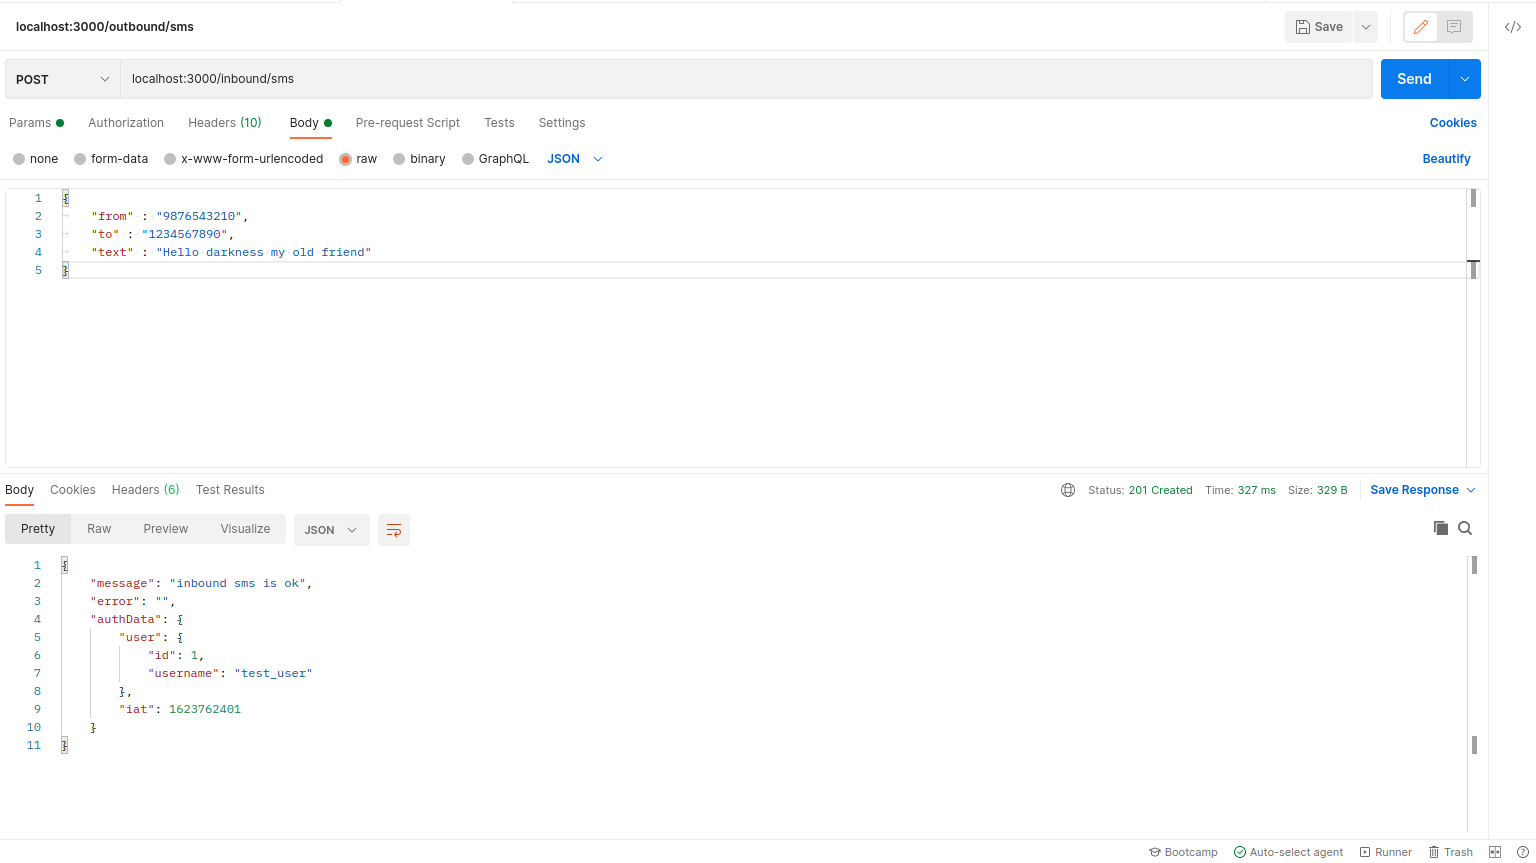 localhost:3000/outbound/sms
Save
POST
localhost:3000/inbound/sms
Send
Params Authorization Headers (10) Body Pre-request Script Tests Settings Cookies
none form-data x-www-form-urlencoded raw binary GraphQL JSON Beautify
1 {
2 "from" : "9876543210",
3 "to" : "1234567890",
4 "text" : "Hello darkness my old friend"
5 }
Body Cookies Headers (6) Test Results Status: 201 Created Time: 327 ms Size: 329 B Save Response
Pretty Raw Preview Visualize JSON
1 {
2 "message": "inbound sms is ok",
3 "error": "",
4 "authData": {
5 "user": {
6 "id": 1,
7 "username": "test_user"
8 },
9 "iat": 1623762401
10 }
11 }
Bootcamp Auto-select agent Runner Trash